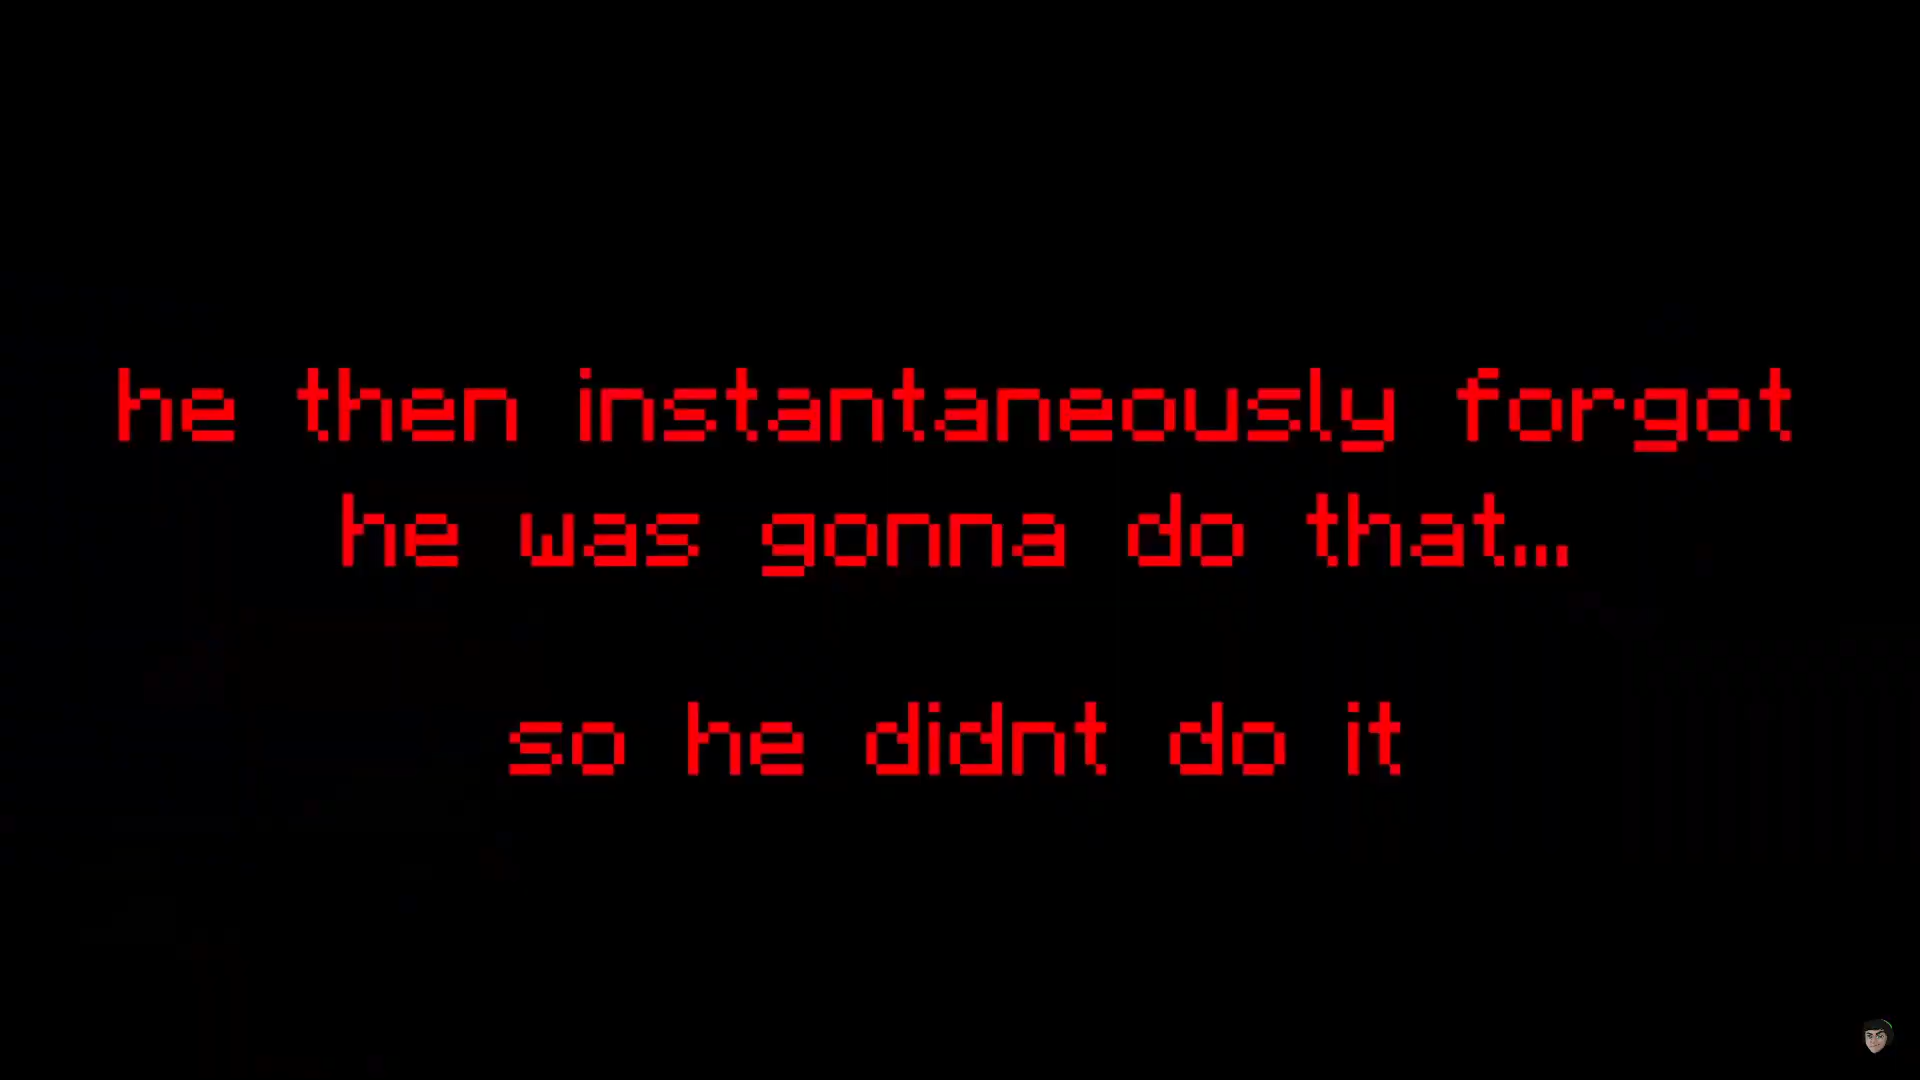 he then instantaneously forgot
he was gonna do that...
so he didnt do it